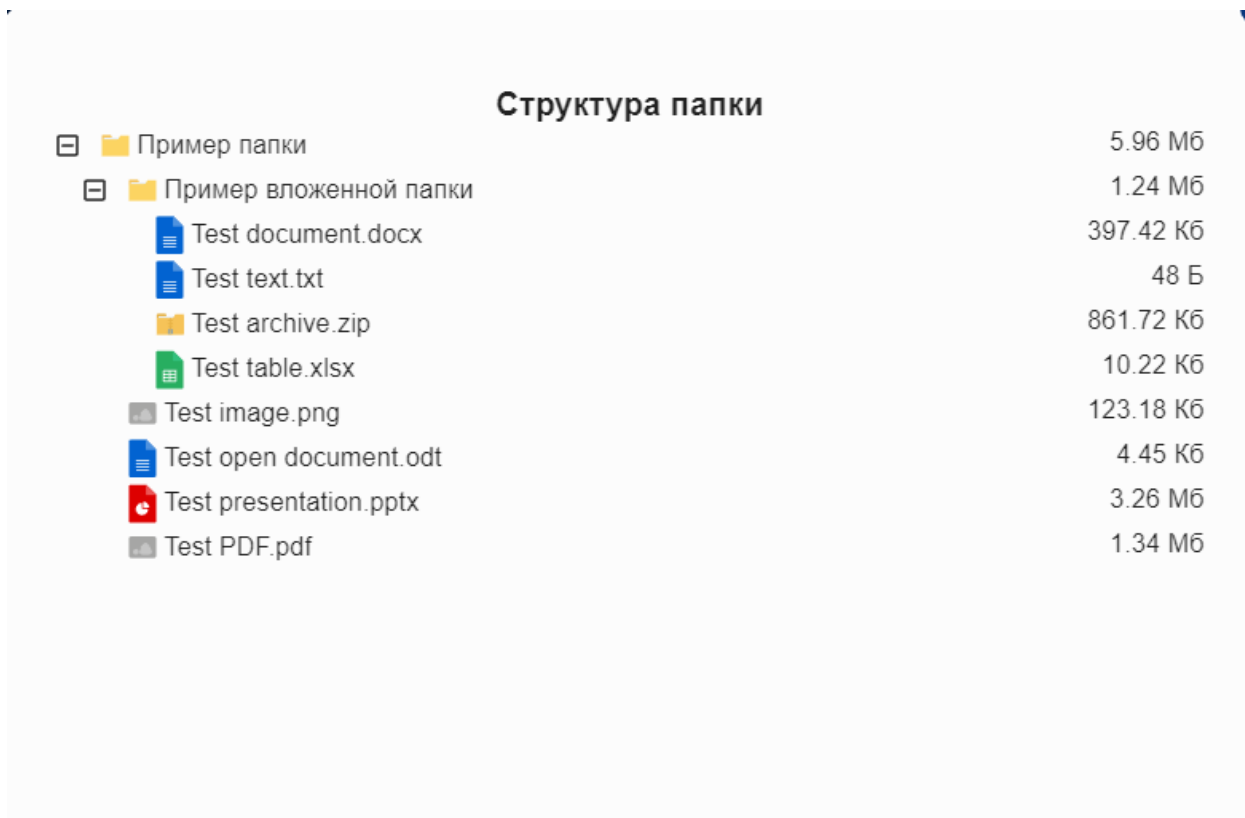 Структура папки
Пример папки 5.96 Мб
Пример вложенной папки 1.24 Мб
Test document.docx 397.42 Кб
Test text.txt 48 Б
Test archive.zip 861.72 Кб
Test table.xlsx 10.22 Кб
Test image.png 123.18 Кб
Test open document.odt 4.45 Кб
Test presentation.pptx 3.26 Мб
Test PDF.pdf 1.34 Мб